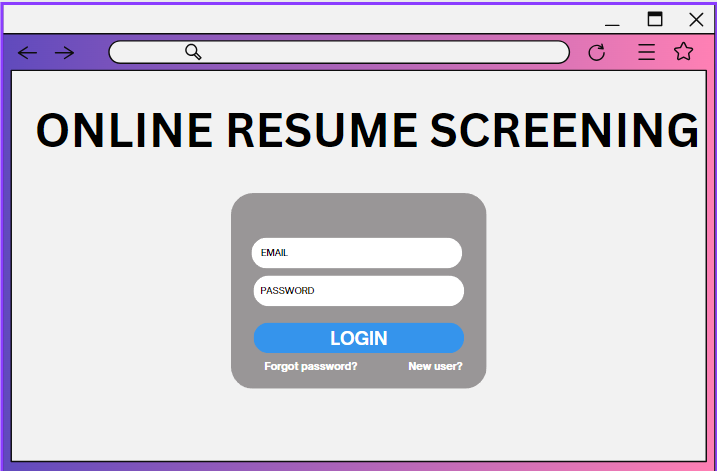 ONLINE RESUME SCREENING
EMAIL
PASSWORD
LOGIN
Forgot password? New user?